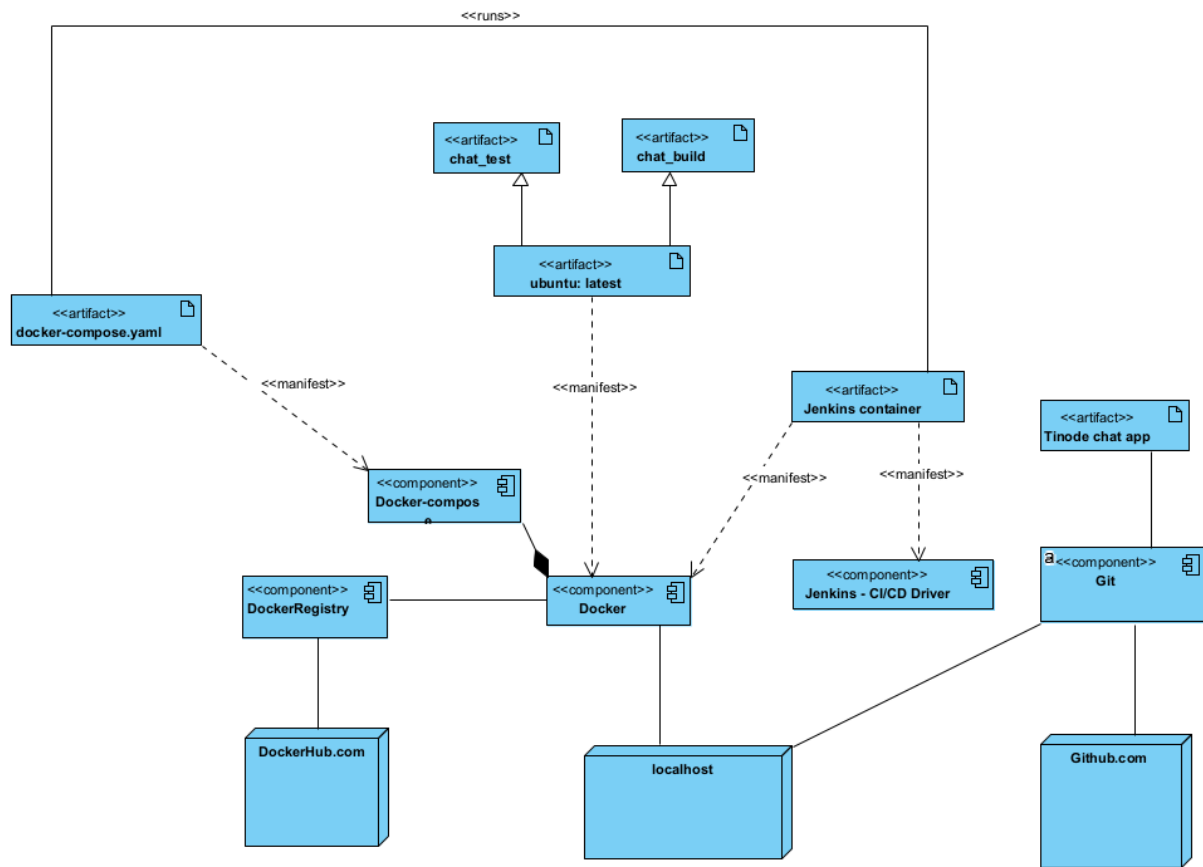 <<runs>>
<<artifact>>
chat_test
<<artifact>>
chat_build
<<artifact>>
ubuntu: latest
<<artifact>>
docker-compose.yaml
<<manifest>>
<<manifest>>
<<artifact>>
Jenkins container
<<artifact>>
Tinode chat app
<<component>>
Docker-compos
e
<<manifest>>
<<manifest>>
<<component>>
DockerRegistry
<<component>>
Docker
<<component>>
Jenkins - CI/CD Driver
a
<<component>>
Git
DockerHub.com
localhost
Github.com